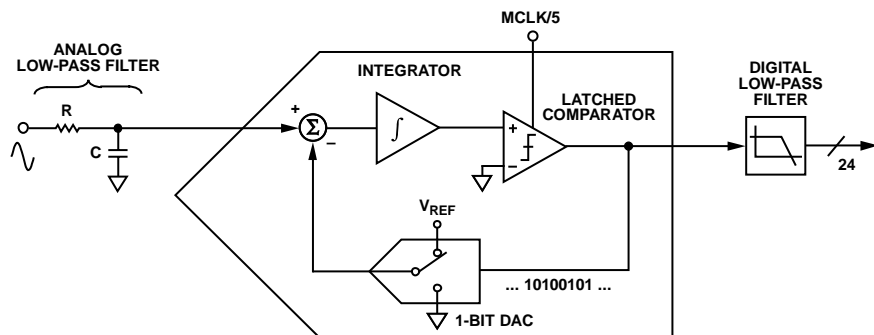 MCLK/5
ANALOG
LOW-PASS FILTER
INTEGRATOR
LATCHED
COMPARATOR
DIGITAL
LOW-PASS
FILTER
R
C
+
Σ
–
∫
+
–
24
VREF
... 10100101 ...
1-BIT DAC